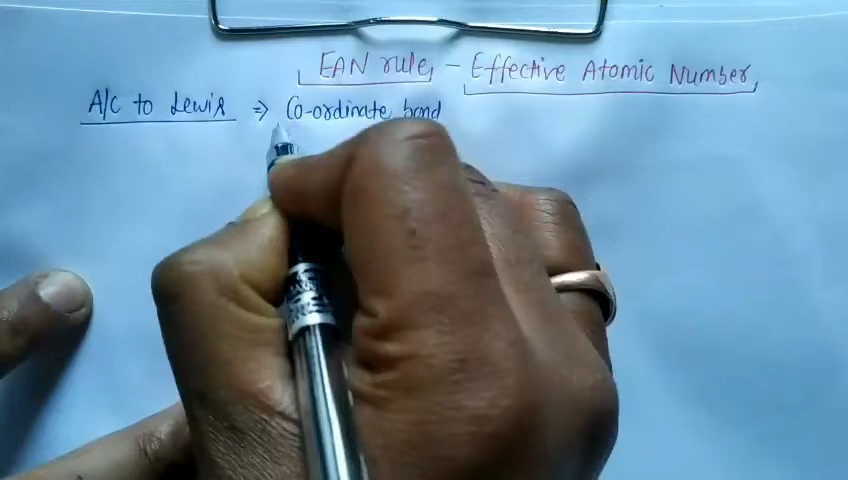 EAN rule - Effective Atomic Number
A/c to Lewis ⇒ Co-ordinate bond